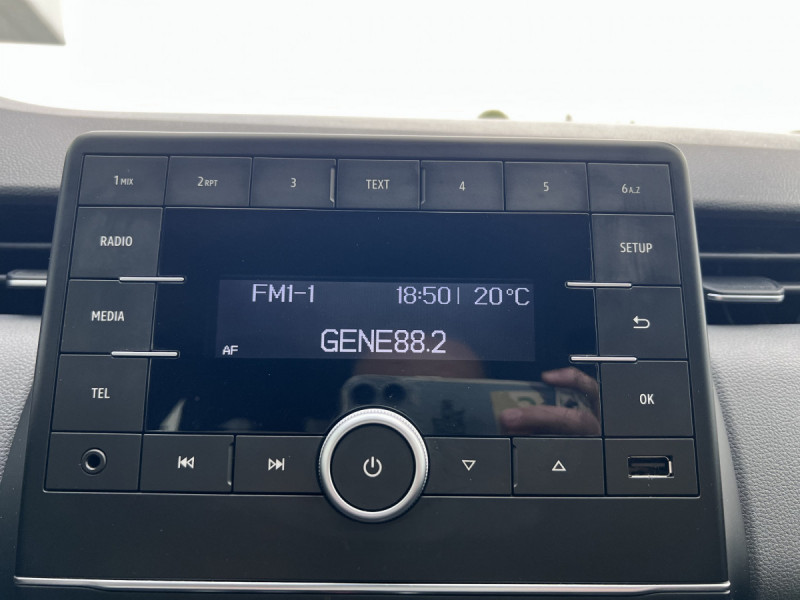 1 MIX 2 RPT 3 TEXT 4 5 6 A..Z
RADIO
SETUP
FM1-1 18:50 20°C
MEDIA
GENE88.2
AF
TEL
OK